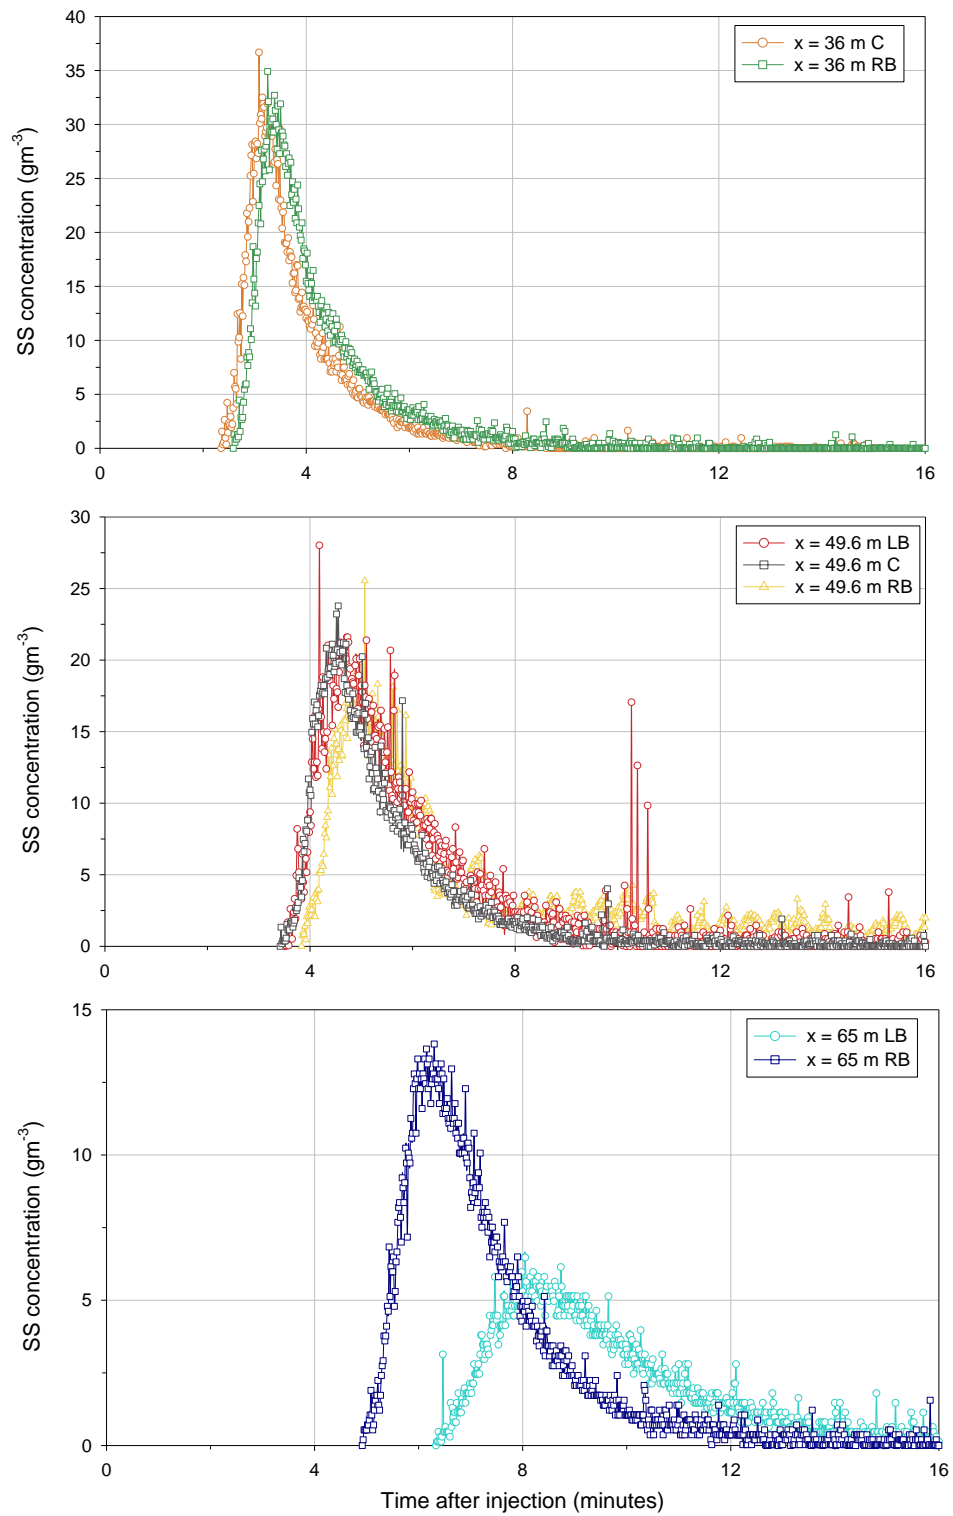 40
35
30
25
20
15
10
5
0
SS concentration (gm-3)
x = 36 m C
x = 36 m RB
0 4 8 12 16
30
25
20
15
10
5
0
SS concentration (gm-3)
x = 49.6 m LB
x = 49.6 m C
x = 49.6 m RB
0 4 8 12 16
15
10
5
0
SS concentration (gm-3)
x = 65 m LB
x = 65 m RB
0 4 8 12 16
Time after injection (minutes)